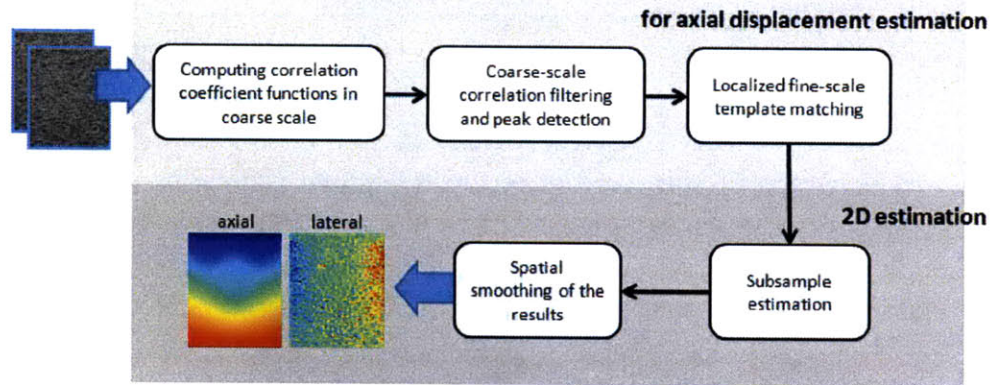 for axial displacement estimation
Computing correlation
coefficient functions in
coarse scale
Coarse-scale
correlation filtering
and peak detection
Localized fine-scale
template matching
2D estimation
axial
lateral
Spatial
smoothing of the
results
Subsample
estimation